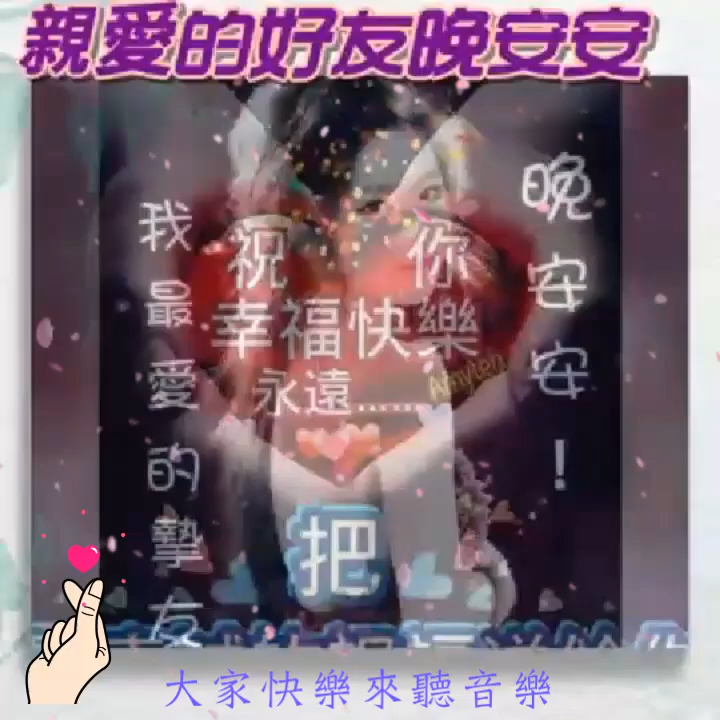 親愛的好友晚安安
晚安安！
我最愛的摯友
祝你
幸福快樂
永遠......
Amyleh
把
大家快樂來聽音樂